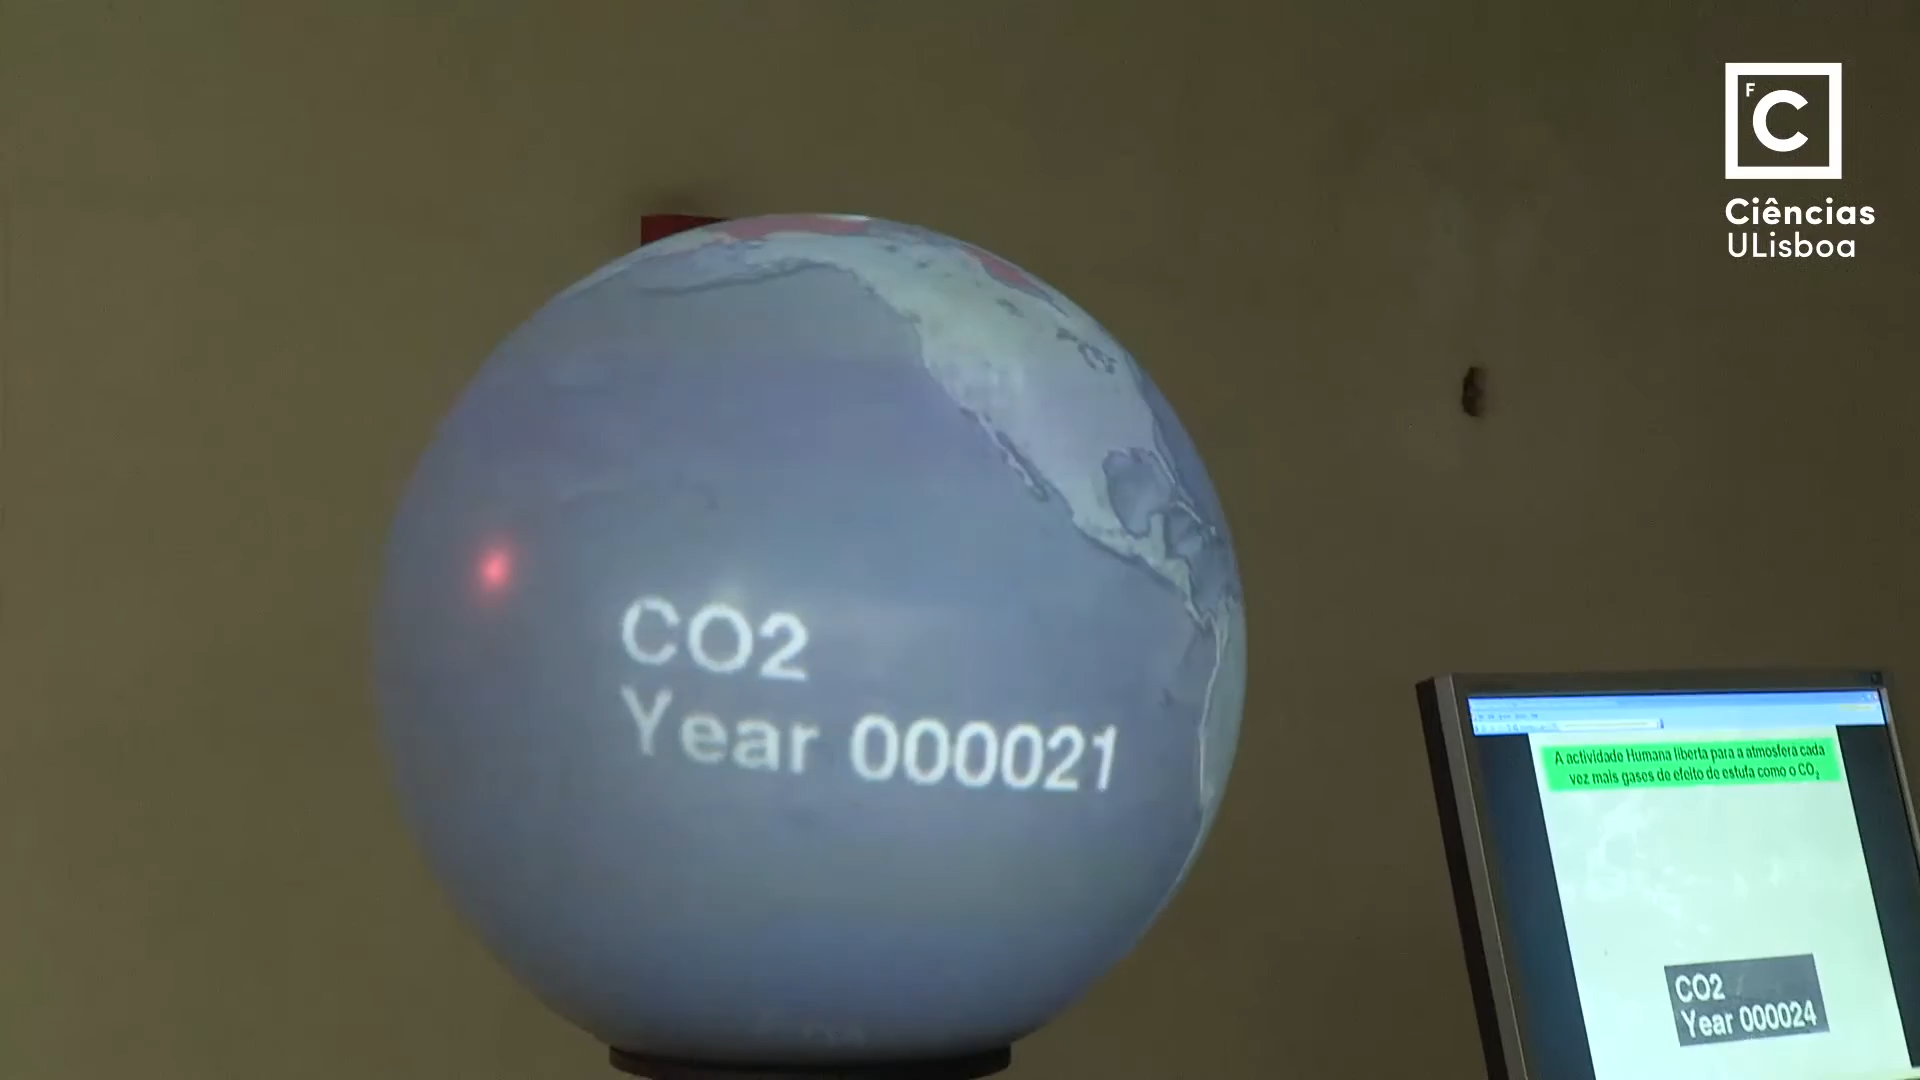 F
C
Ciências
ULisboa
CO2
Year 000021
A actividade Humana liberta para a atmosfera cada
vez mais gases de efeito de estufa como o CO₂
CO2
Year 000024